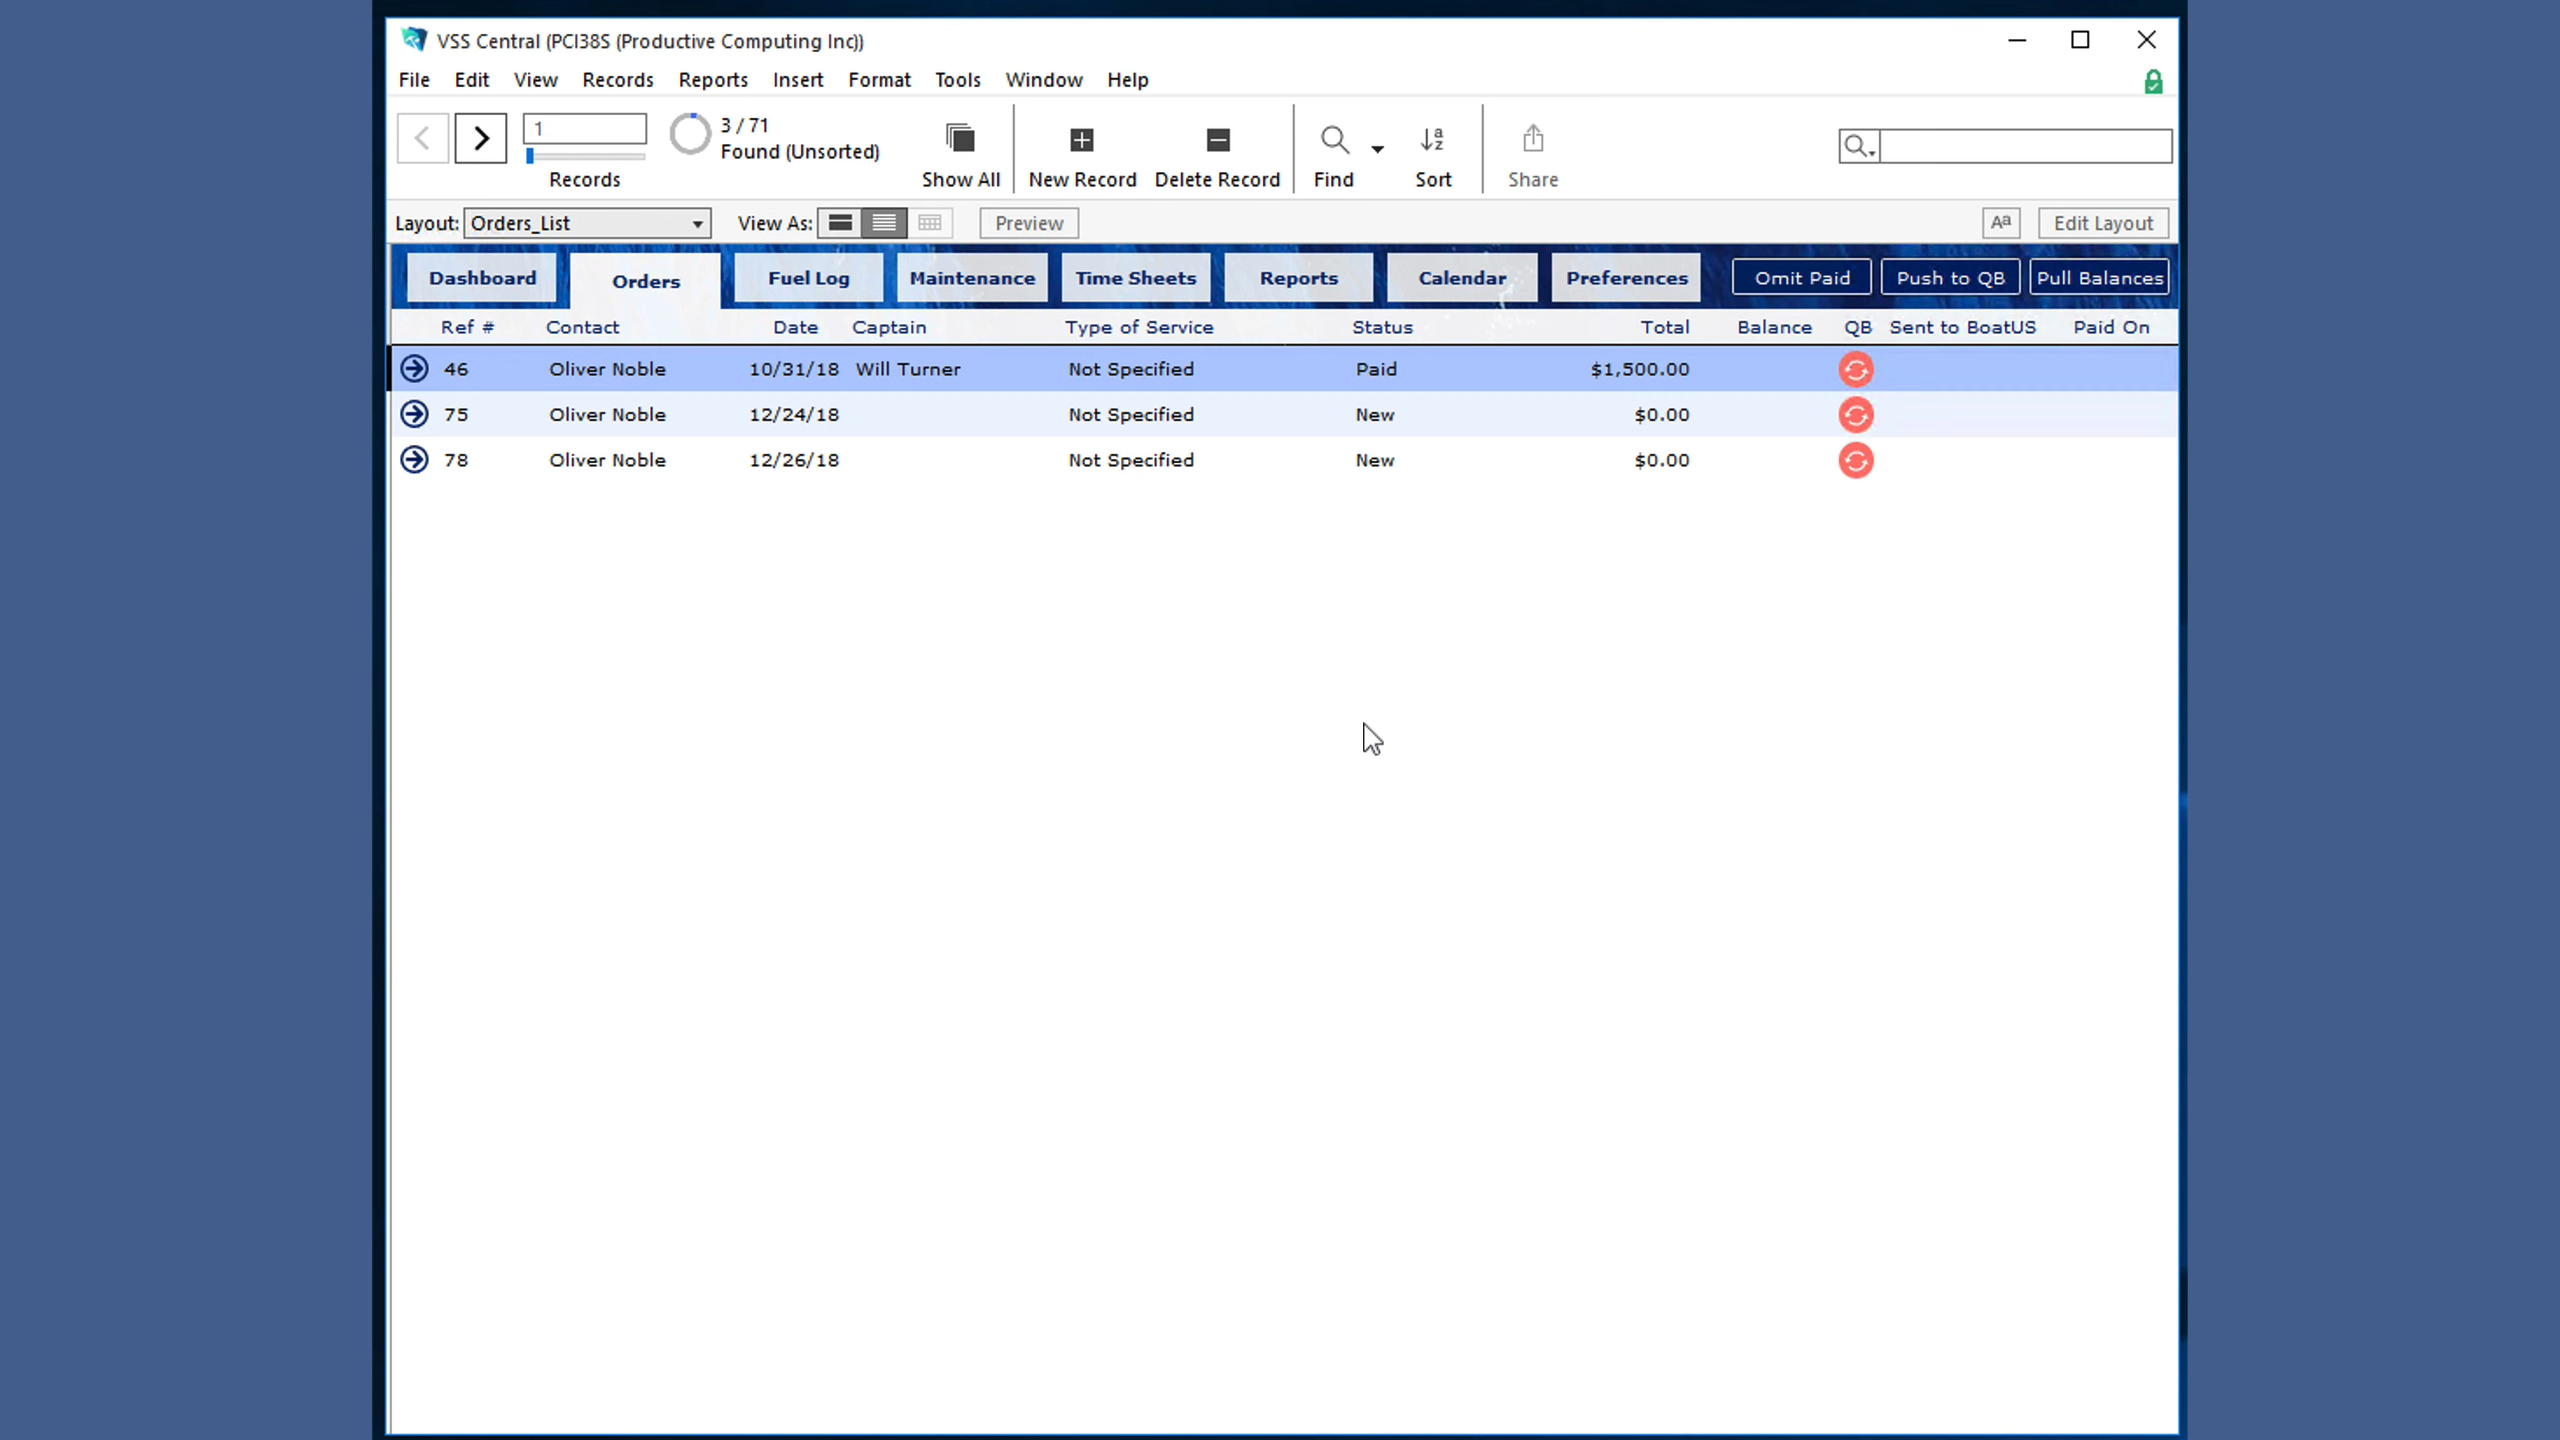 VSS Central (PCI38S (Productive Computing Inc))
File Edit View Records Reports Insert Format Tools Window Help
1
Records
3 / 71
Found (Unsorted)
Show All
New Record
Delete Record
Find
Sort
Share
Layout: Orders_List View As: Preview Aa Edit Layout
Dashboard Orders Fuel Log Maintenance Time Sheets Reports Calendar Preferences Omit Paid Push to QB Pull Balances
Ref # Contact Date Captain Type of Service Status Total Balance QB Sent to BoatUS Paid On
46 Oliver Noble 10/31/18 Will Turner Not Specified Paid $1,500.00
75 Oliver Noble 12/24/18 Not Specified New $0.00
78 Oliver Noble 12/26/18 Not Specified New $0.00